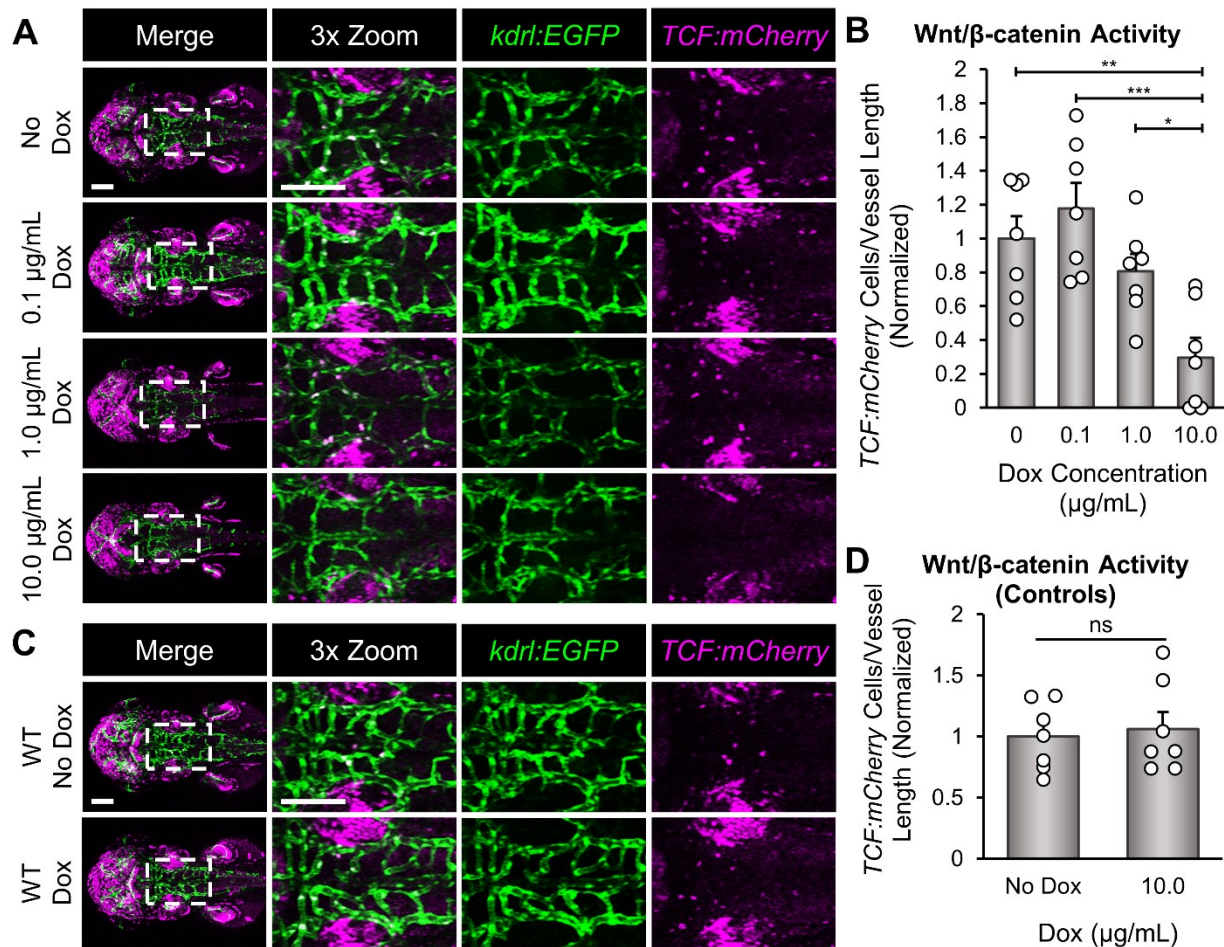 A
Merge
3x Zoom
kdrl:EGFP
TCF:mCherry
No
Dox
0.1 µg/mL
Dox
1.0 µg/mL
Dox
10.0 µg/mL
Dox
B
Wnt/β-catenin Activity
TCF:mCherry Cells/Vessel Length
(Normalized)
2
1.8
1.6
1.4
1.2
1
0.8
0.6
0.4
0.2
0
**
***
*
0 0.1 1.0 10.0
Dox Concentration
(µg/mL)
C
Merge
3x Zoom
kdrl:EGFP
TCF:mCherry
WT
No Dox
WT
Dox
D
Wnt/β-catenin Activity
(Controls)
TCF:mCherry Cells/Vessel
Length (Normalized)
2
1.5
1
0.5
0
ns
No Dox 10.0
Dox (µg/mL)